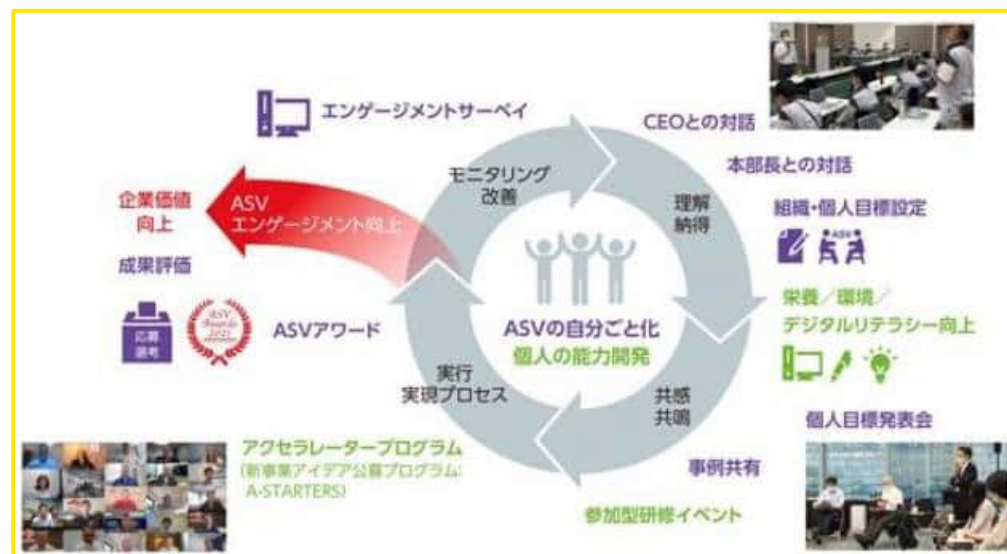 エンゲージメントサーベイ
CEOとの対話
本部長との対話
モニタリング
改善
理解
納得
組織・個人目標設定
ASV
企業価値
向上
ASV
エンゲージメント向上
成果評価
栄養／環境／
デジタルリテラシー向上
応募
選考
ASV
Awards
2021
ASVアワード
ASVの自分ごと化
個人の能力開発
実行
実現プロセス
共感
共鳴
個人目標発表会
アクセラレータープログラム
（新事業アイデア公募プログラム：
A-STARTERS）
事例共有
参加型研修イベント